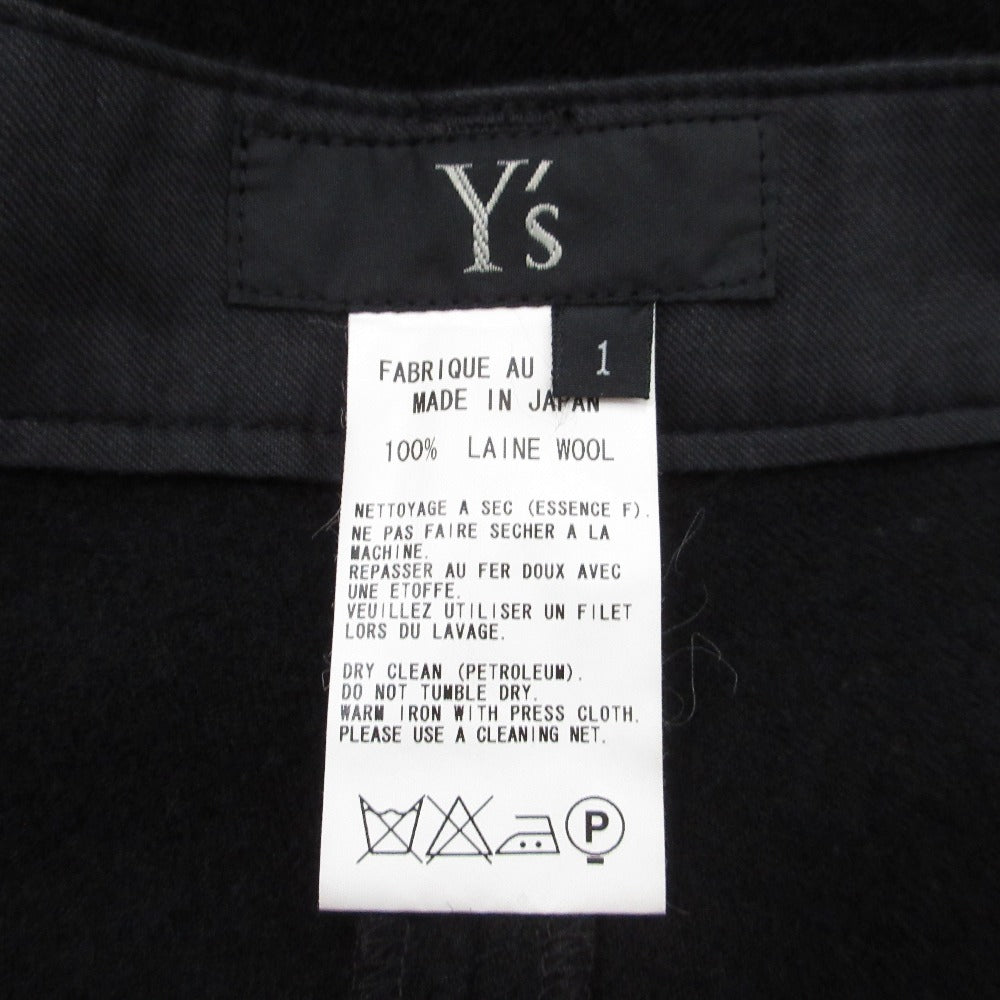 Y's
1
FABRIQUE AU
MADE IN JAPAN
100% LAINE WOOL
NETTOYAGE A SEC (ESSENCE F).
NE PAS FAIRE SECHER A LA
MACHINE.
REPASSER AU FER DOUX AVEC
UNE ETOFFE.
VEUILLEZ UTILISER UN FILET
LORS DU LAVAGE.
DRY CLEAN (PETROLEUM).
DO NOT TUMBLE DRY.
WARM IRON WITH PRESS CLOTH.
PLEASE USE A CLEANING NET.
P